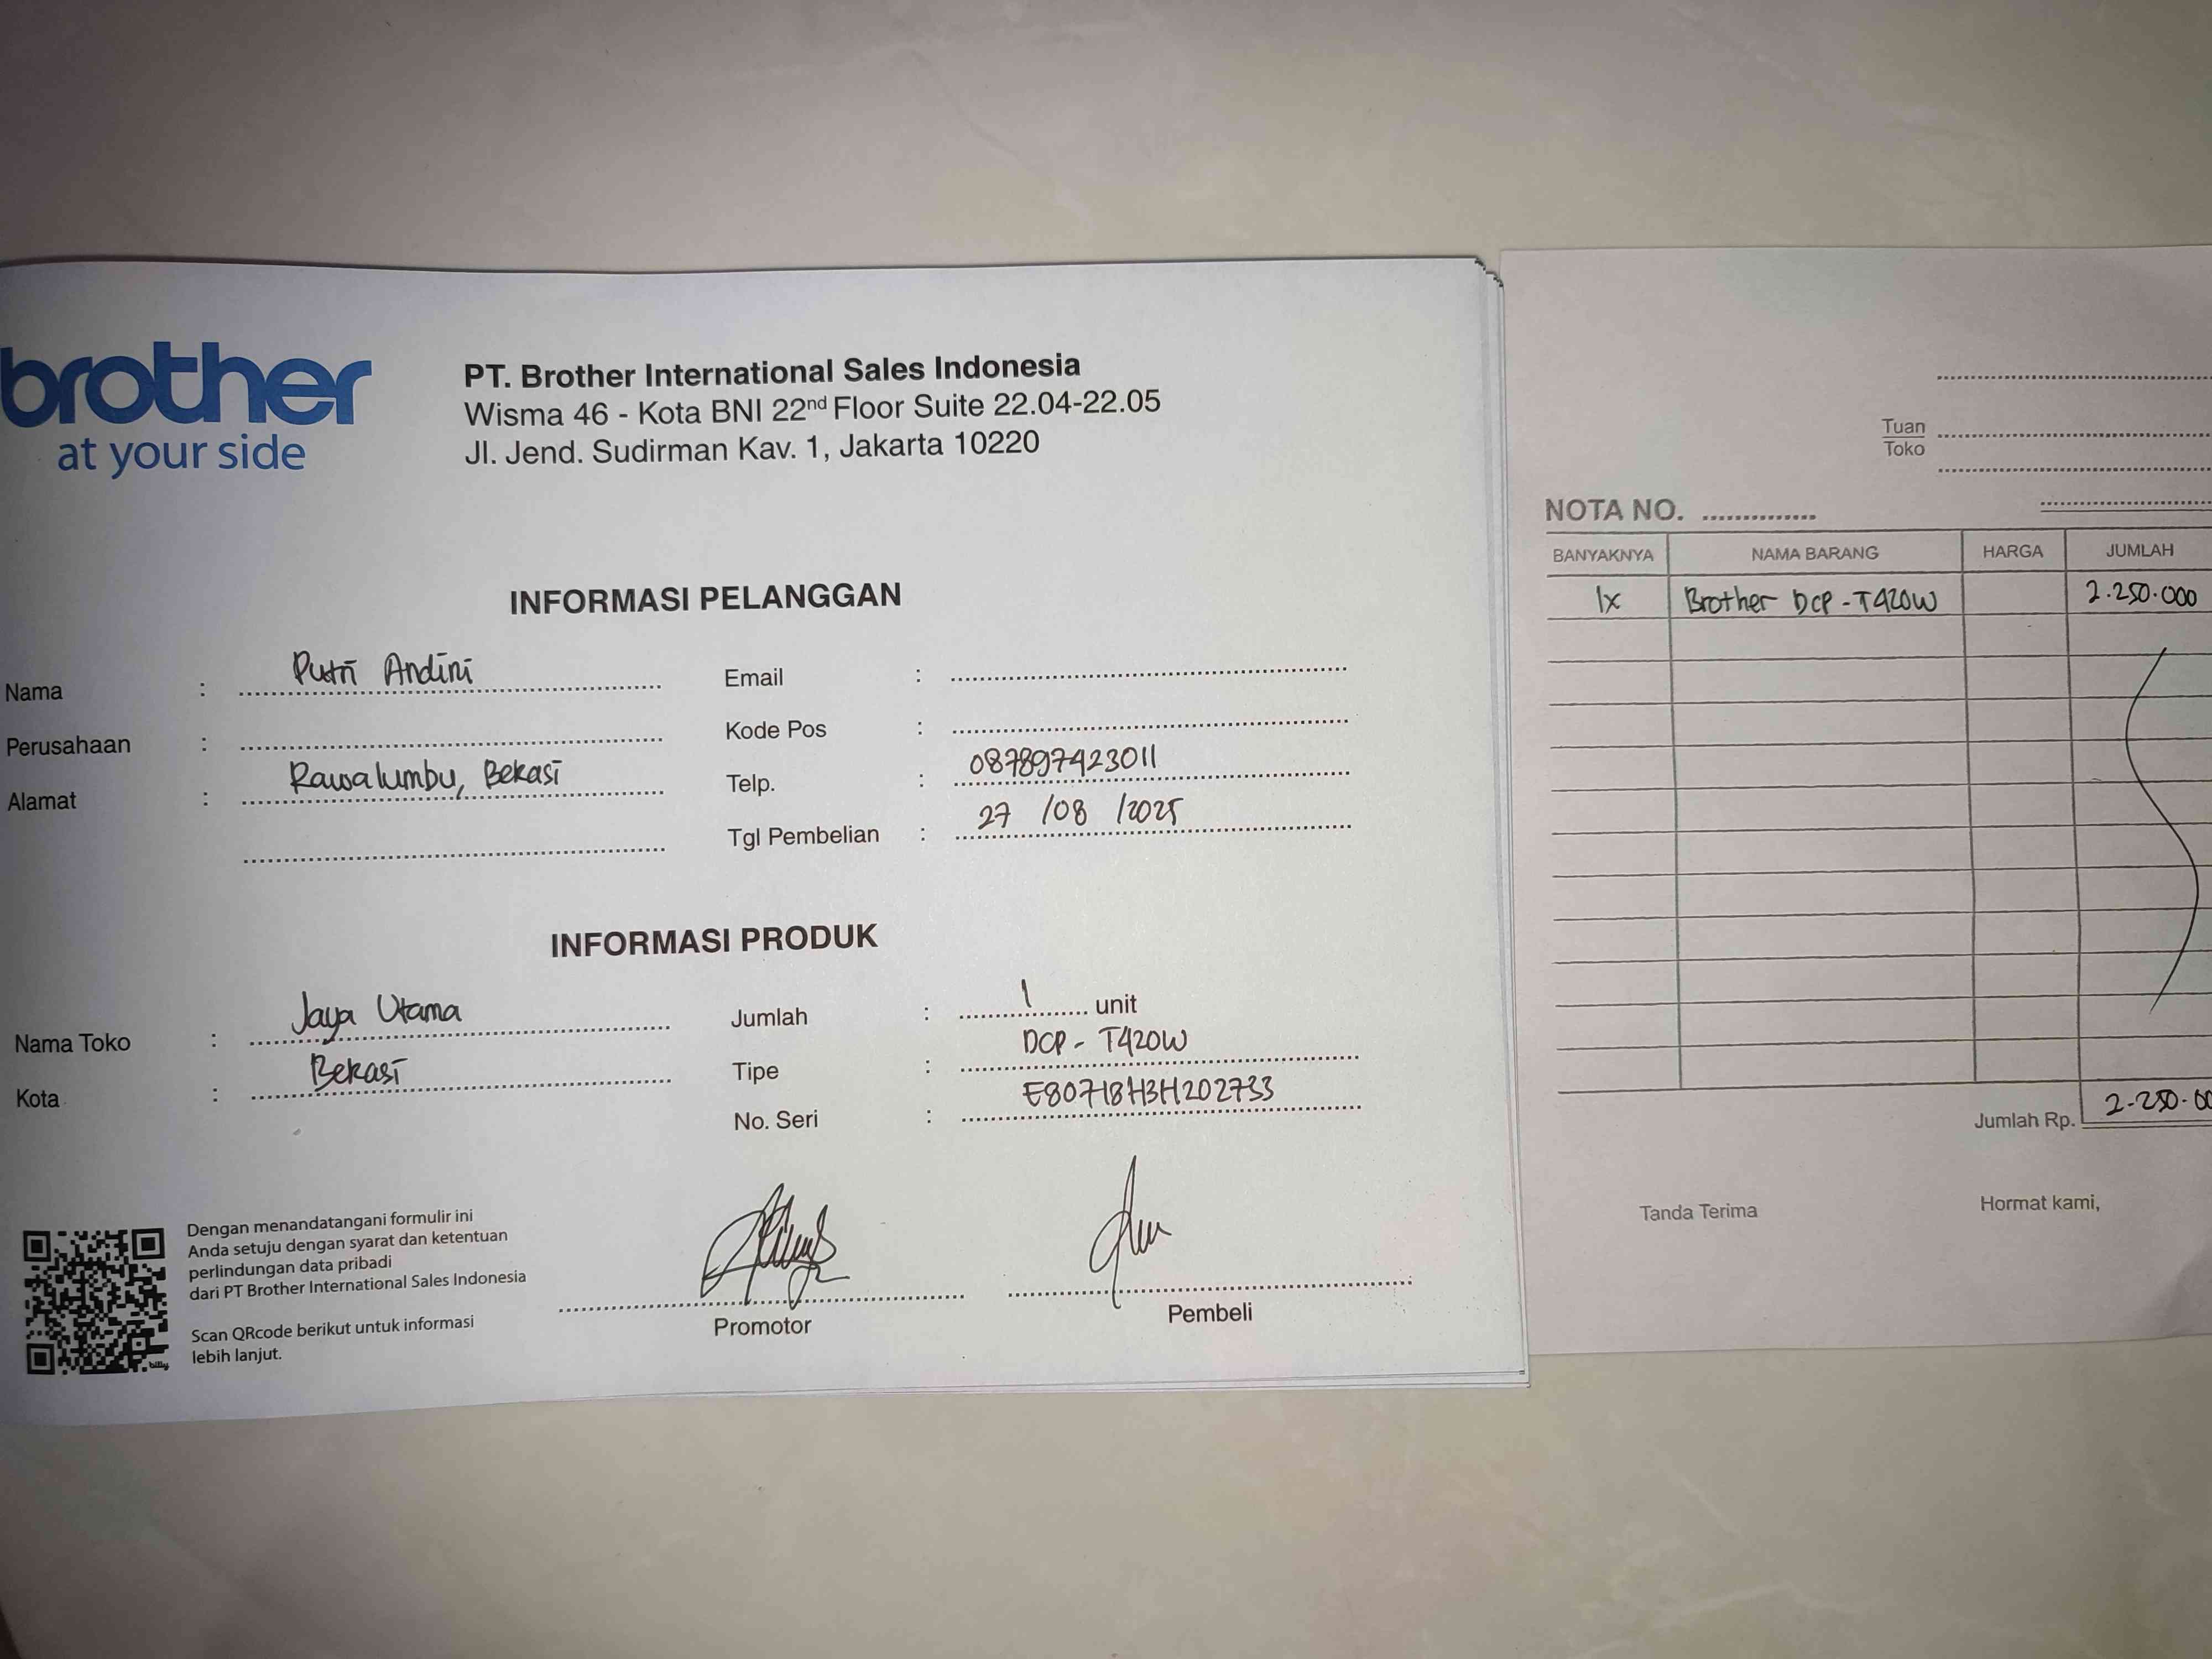 brother
at your side
PT. Brother International Sales Indonesia
Wisma 46 - Kota BNI 22nd Floor Suite 22.04-22.05
Jl. Jend. Sudirman Kav. 1, Jakarta 10220
INFORMASI PELANGGAN
Nama : Putri Andini
Perusahaan :
Alamat : Rawalumbu, Bekasi
Email :
Kode Pos :
Telp. : 087897423011
Tgl Pembelian : 27 /08 /2025
INFORMASI PRODUK
Nama Toko : Jaya Utama
Kota : Bekasi
Jumlah : 1 unit
Tipe : DCP - T420W
No. Seri : E80718H3H202733
Dengan menandatangani formulir ini
Anda setuju dengan syarat dan ketentuan
perlindungan data pribadi
dari PT Brother International Sales Indonesia
Scan QRcode berikut untuk informasi
lebih lanjut.
billy
Promotor
Pembeli
Tuan
Toko
NOTA NO.
BANYAKNYA NAMA BARANG HARGA JUMLAH
1x Brother DCP - T420W 2.250.000
Jumlah Rp. 2-250-00
Tanda Terima
Hormat kami,